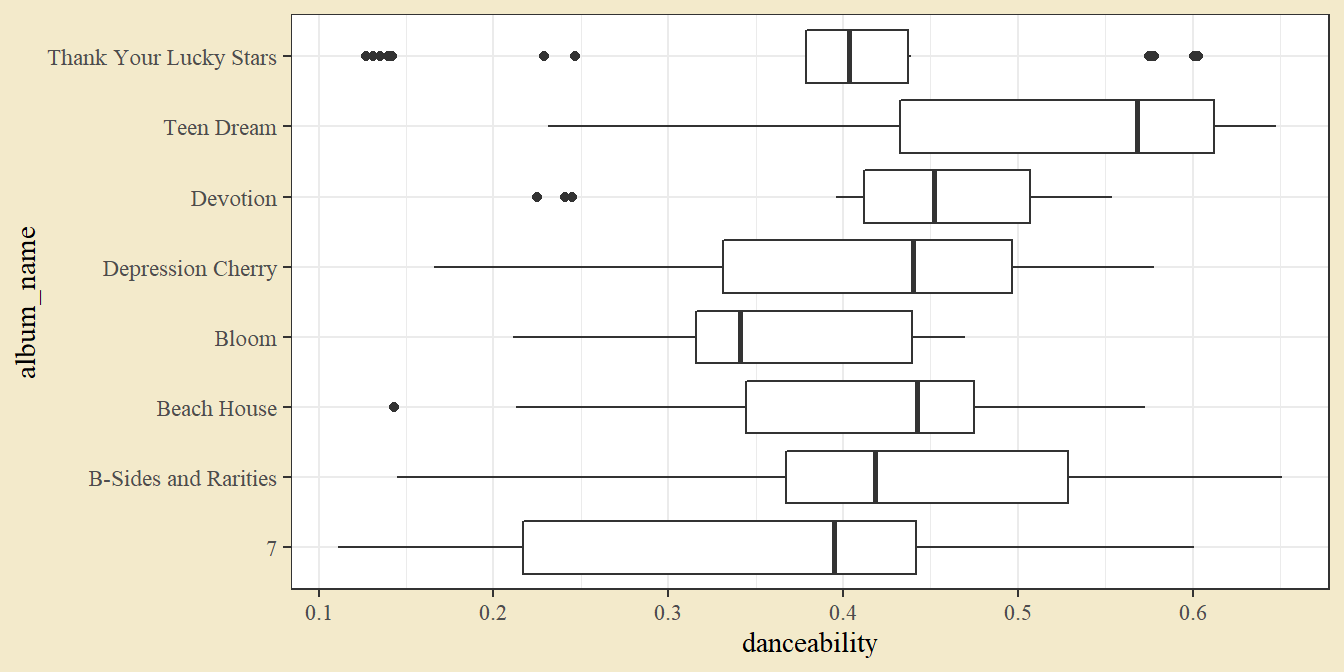 album_name
Thank Your Lucky Stars
Teen Dream
Devotion
Depression Cherry
Bloom
Beach House
B-Sides and Rarities
7
0.1 0.2 0.3 0.4 0.5 0.6
danceability